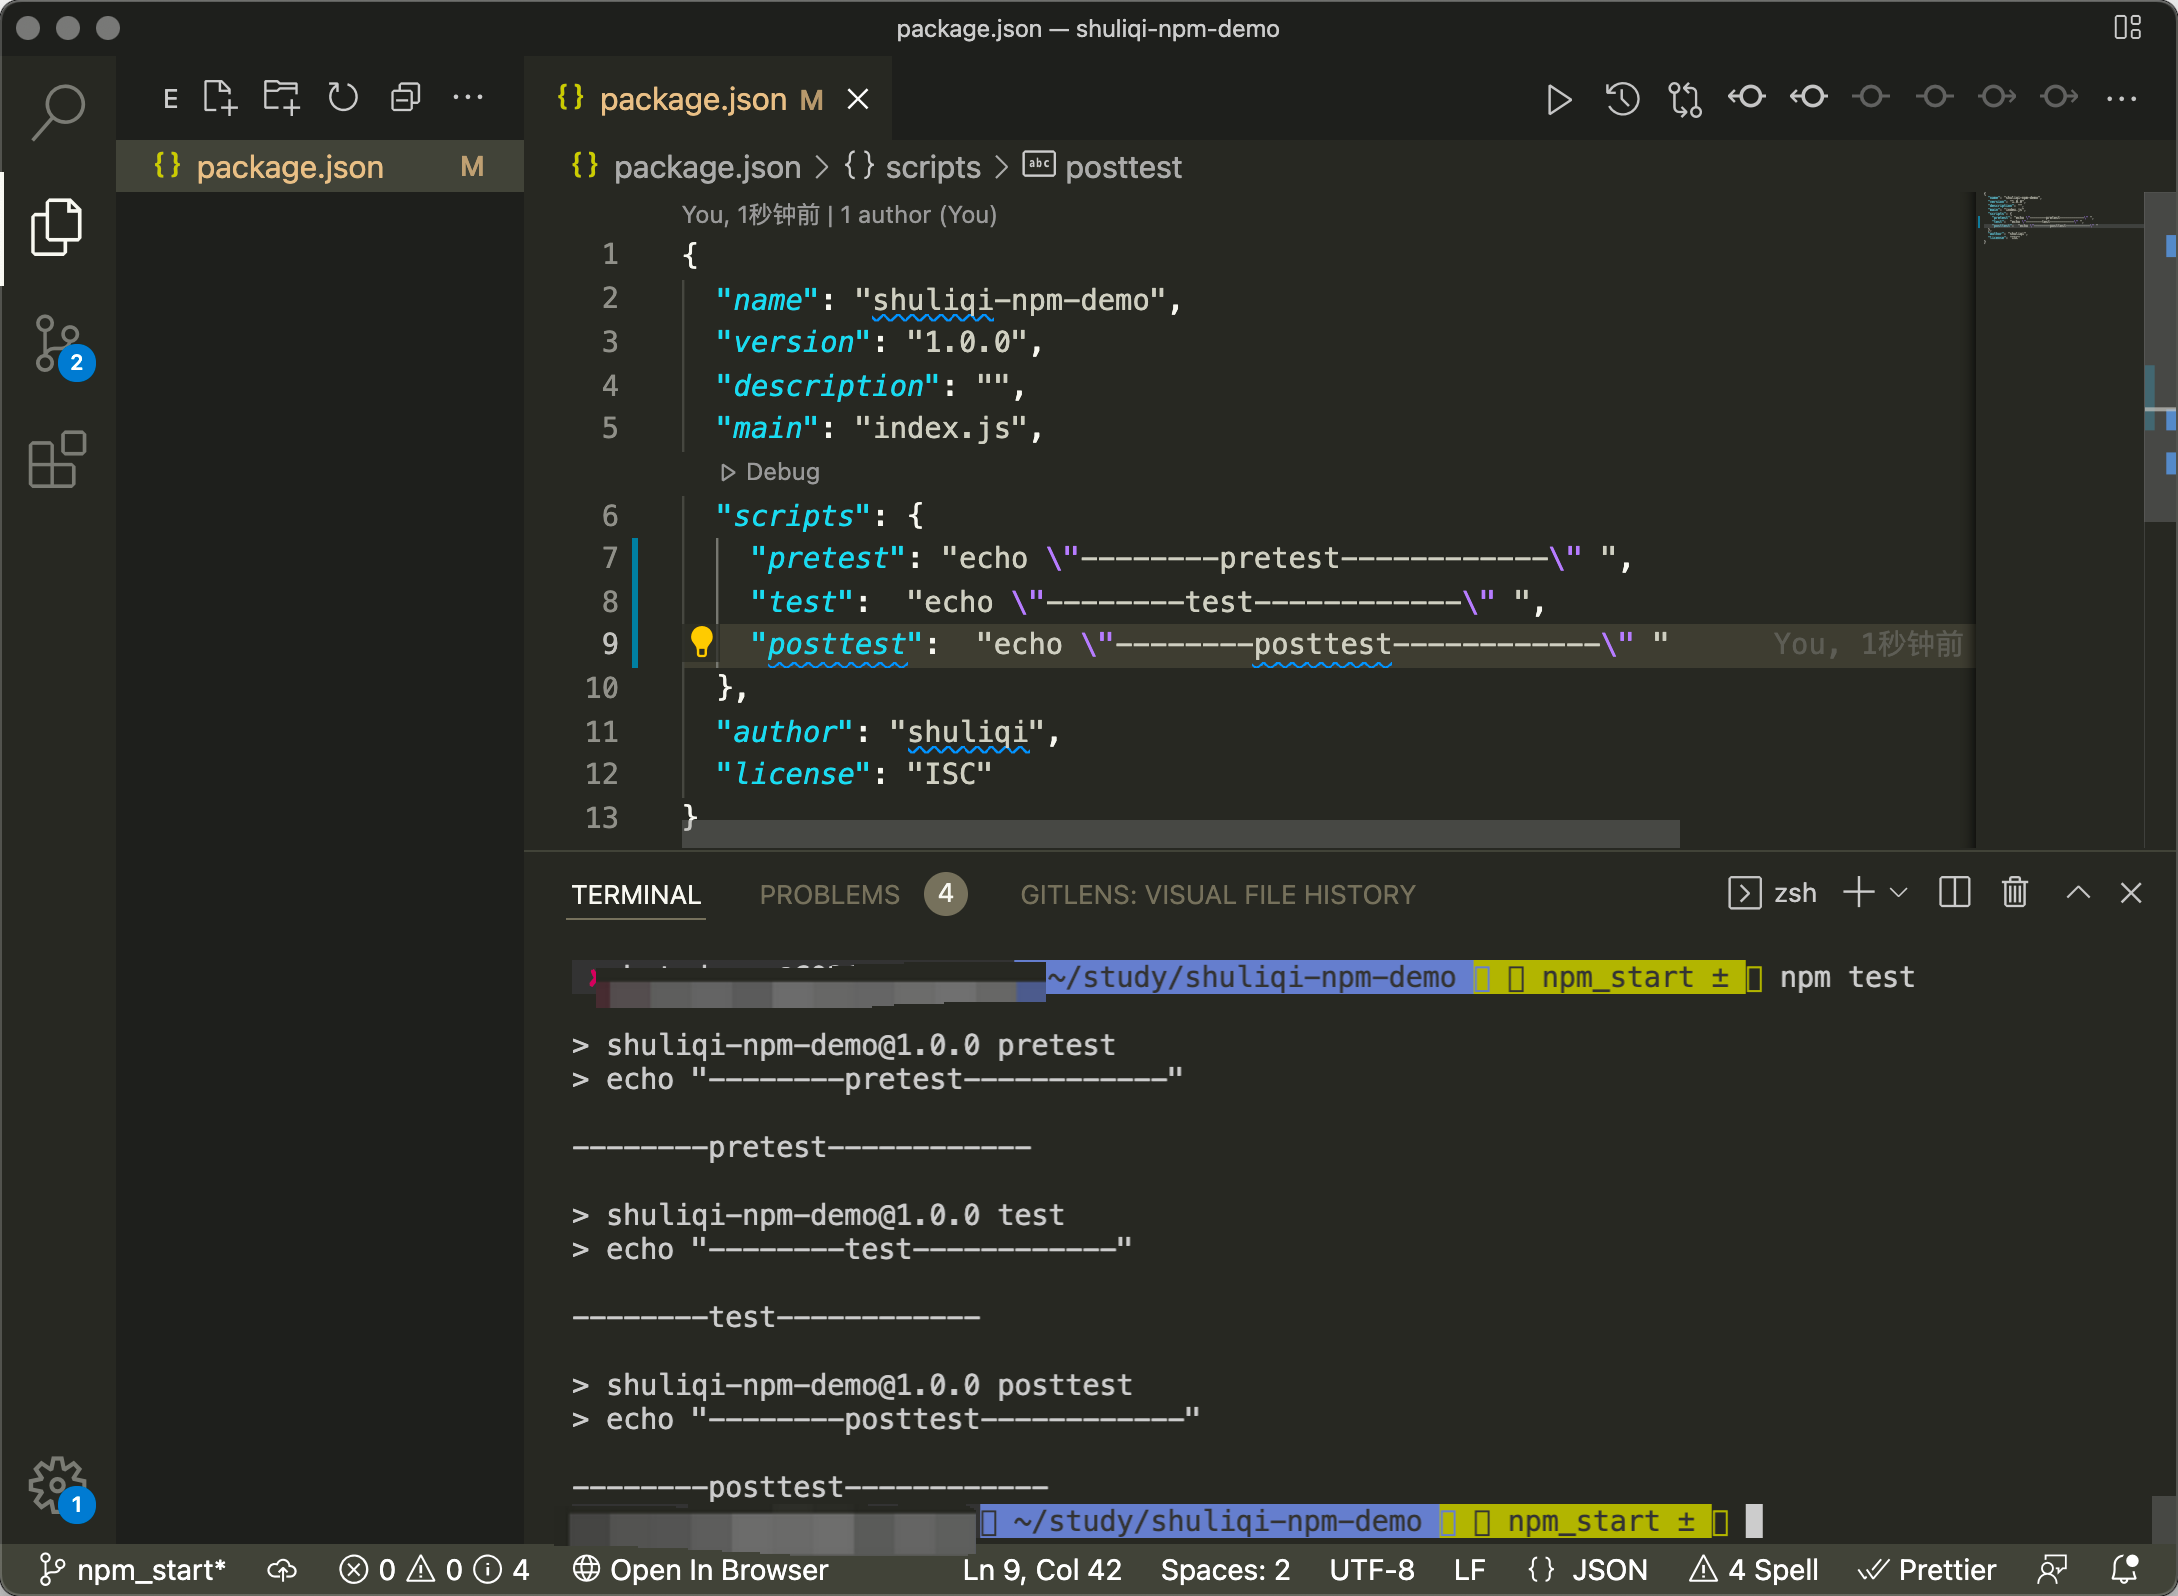 package.json — shuliqi-npm-demo
E
{} package.json M
{} package.json M
{} package.json > {} scripts > abc posttest
You, 1秒钟前 | 1 author (You)
1 {
2 "name": "shuliqi-npm-demo",
3 "version": "1.0.0",
4 "description": "",
5 "main": "index.js",
Debug
6 "scripts": {
7 "pretest": "echo \"--------pretest------------\" ",
8 "test":  "echo \"--------test------------\" ",
9 "posttest":  "echo \"--------posttest------------\" " You, 1秒钟前
10 },
11 "author": "shuliqi",
12 "license": "ISC"
13 }
2
1
TERMINAL PROBLEMS 4 GITLENS: VISUAL FILE HISTORY zsh
~/study/shuliqi-npm-demo npm_start ± npm test
> shuliqi-npm-demo@1.0.0 pretest
> echo "--------pretest------------"
--------pretest------------
> shuliqi-npm-demo@1.0.0 test
> echo "--------test------------"
--------test------------
> shuliqi-npm-demo@1.0.0 posttest
> echo "--------posttest------------"
--------posttest------------
~/study/shuliqi-npm-demo npm_start ±
npm_start* 0 0 4 Open In Browser Ln 9, Col 42 Spaces: 2 UTF-8 LF {} JSON 4 Spell Prettier